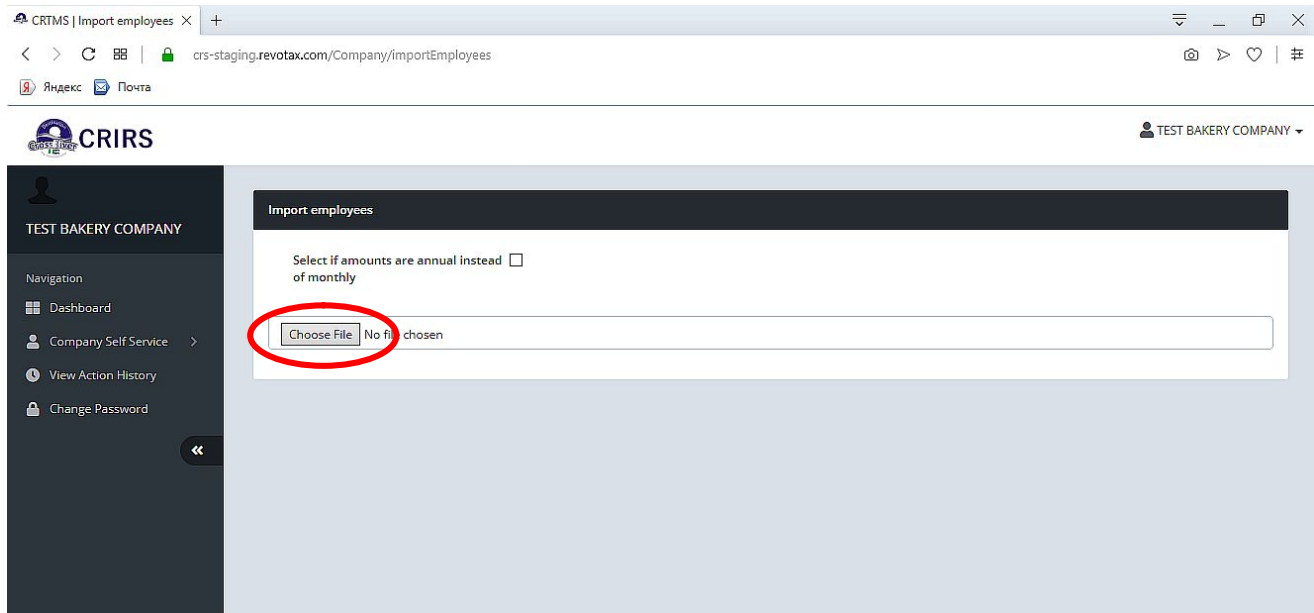 CRTMS | Import employees
crs-staging.revotax.com/Company/importEmployees
Яндекс Почта
CRIRS
TEST BAKERY COMPANY
TEST BAKERY COMPANY
Import employees
Select if amounts are annual instead
of monthly
Choose File No file chosen
Navigation
Dashboard
Company Self Service
View Action History
Change Password